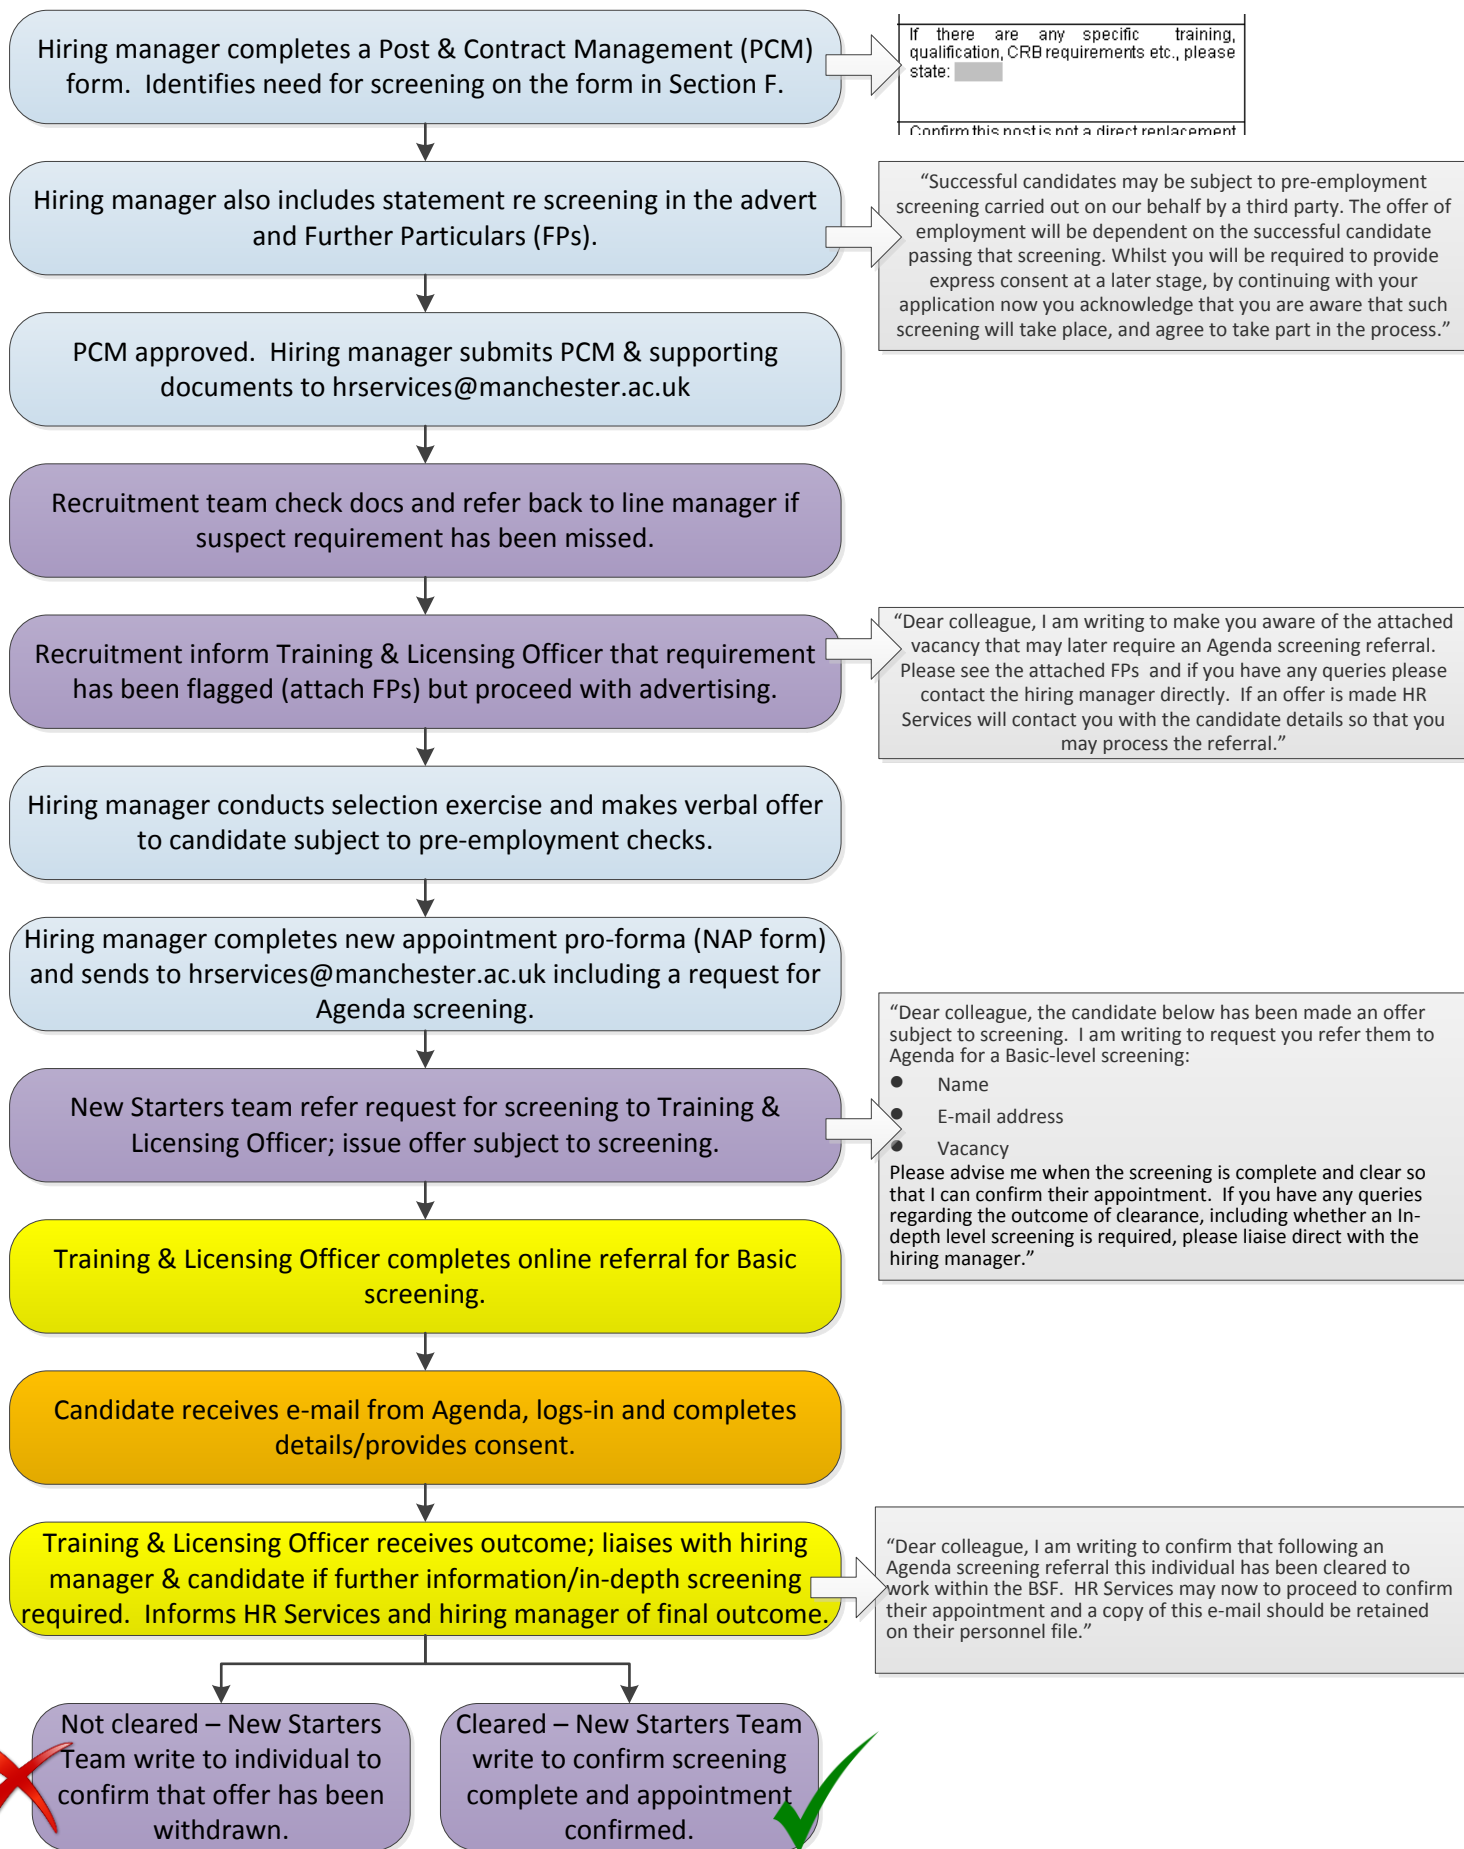 Hiring manager completes a Post & Contract Management (PCM)
form.  Identifies need for screening on the form in Section F.
If there are any specific training,
qualification, CRB requirements etc., please
state:
Confirm this post is not a direct replacement
Hiring manager also includes statement re screening in the advert
and Further Particulars (FPs).
“Successful candidates may be subject to pre-employment
screening carried out on our behalf by a third party. The offer of
employment will be dependent on the successful candidate
passing that screening. Whilst you will be required to provide
express consent at a later stage, by continuing with your
application now you acknowledge that you are aware that such
screening will take place, and agree to take part in the process.”
PCM approved.  Hiring manager submits PCM & supporting
documents to hrservices@manchester.ac.uk
Recruitment team check docs and refer back to line manager if
suspect requirement has been missed.
Recruitment inform Training & Licensing Officer that requirement
has been flagged (attach FPs) but proceed with advertising.
“Dear colleague, I am writing to make you aware of the attached
vacancy that may later require an Agenda screening referral.
Please see the attached FPs  and if you have any queries please
contact the hiring manager directly.  If an offer is made HR
Services will contact you with the candidate details so that you
may process the referral.”
Hiring manager conducts selection exercise and makes verbal offer
to candidate subject to pre-employment checks.
Hiring manager completes new appointment pro-forma (NAP form)
and sends to hrservices@manchester.ac.uk including a request for
Agenda screening.
New Starters team refer request for screening to Training &
Licensing Officer; issue offer subject to screening.
“Dear colleague, the candidate below has been made an offer
subject to screening.  I am writing to request you refer them to
Agenda for a Basic-level screening:
● Name
● E-mail address
● Vacancy
Please advise me when the screening is complete and clear so
that I can confirm their appointment.  If you have any queries
regarding the outcome of clearance, including whether an In-
depth level screening is required, please liaise direct with the
hiring manager.”
Training & Licensing Officer completes online referral for Basic
screening.
Candidate receives e-mail from Agenda, logs-in and completes
details/provides consent.
Training & Licensing Officer receives outcome; liaises with hiring
manager & candidate if further information/in-depth screening
required.  Informs HR Services and hiring manager of final outcome.
“Dear colleague, I am writing to confirm that following an
Agenda screening referral this individual has been cleared to
work within the BSF.  HR Services may now to proceed to confirm
their appointment and a copy of this e-mail should be retained
on their personnel file.”
Not cleared – New Starters
Team write to individual to
confirm that offer has been
withdrawn.
Cleared – New Starters Team
write to confirm screening
complete and appointment
confirmed.